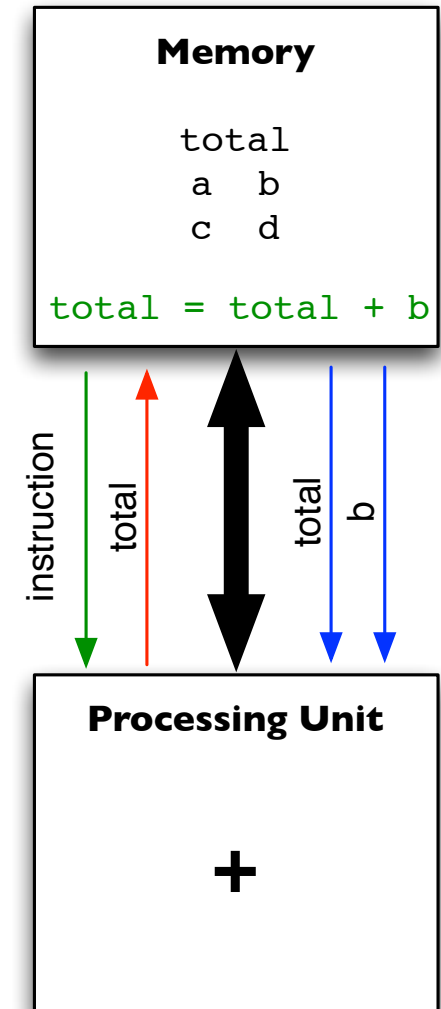 Memory
total
a b
c d
total = total + b
instruction
total
total
b
Processing Unit
+